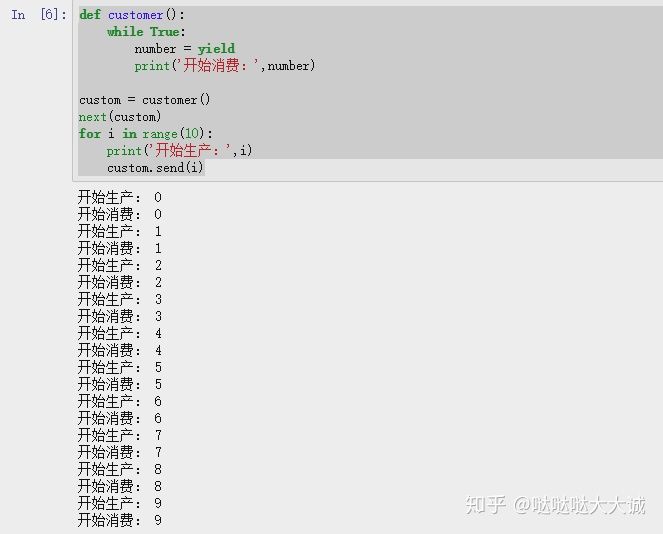 In [6]:
def customer():
    while True:
        number = yield
        print('开始消费：',number)

custom = customer()
next(custom)
for i in range(10):
    print('开始生产：',i)
    custom.send(i)
开始生产： 0
开始消费： 0
开始生产： 1
开始消费： 1
开始生产： 2
开始消费： 2
开始生产： 3
开始消费： 3
开始生产： 4
开始消费： 4
开始生产： 5
开始消费： 5
开始生产： 6
开始消费： 6
开始生产： 7
开始消费： 7
开始生产： 8
开始消费： 8
开始生产： 9
开始消费： 9
知乎 @哒哒哒大大诚